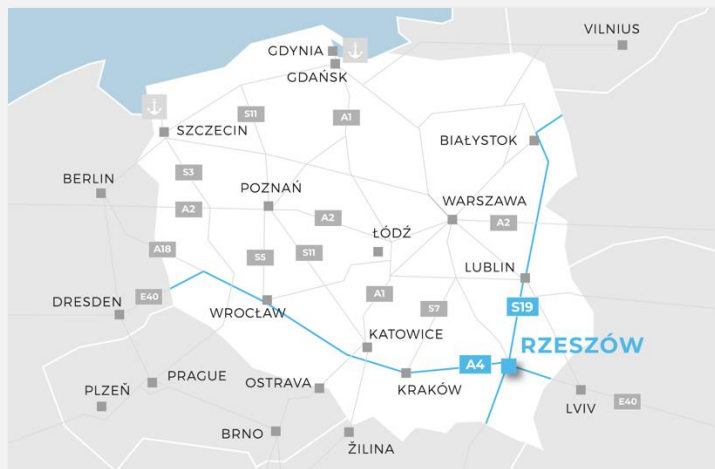 VILNIUS
GDYNIA
GDAŃSK
S11
A1
SZCZECIN
BIAŁYSTOK
S3
BERLIN
POZNAŃ
WARSZAWA
A2
A2
A2
ŁÓDŹ
A18
S5
S11
LUBLIN
E40
A1
DRESDEN
WROCŁAW
S7
S19
KATOWICE
RZESZÓW
A4
PRAGUE
OSTRAVA
KRAKÓW
PLZEŇ
LVIV
E40
BRNO
ŽILINA